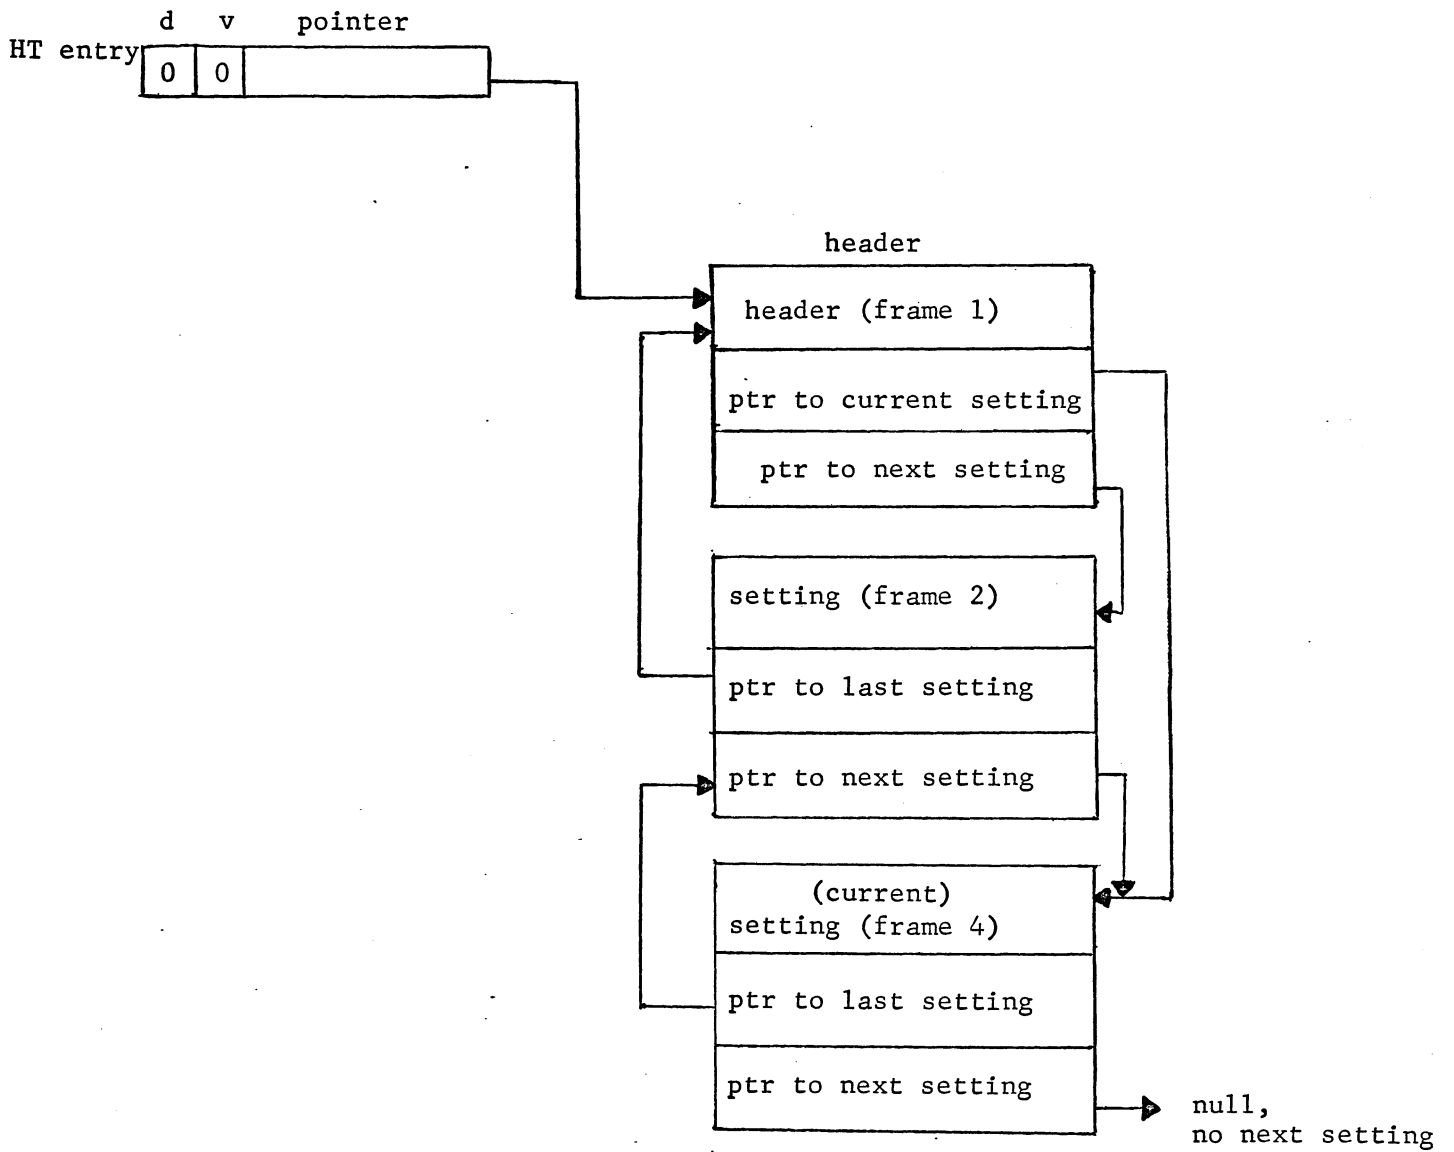 d v pointer
HT entry 0 0
header
header (frame 1)
ptr to current setting
ptr to next setting
setting (frame 2)
ptr to last setting
ptr to next setting
(current)
setting (frame 4)
ptr to last setting
ptr to next setting
null,
no next setting